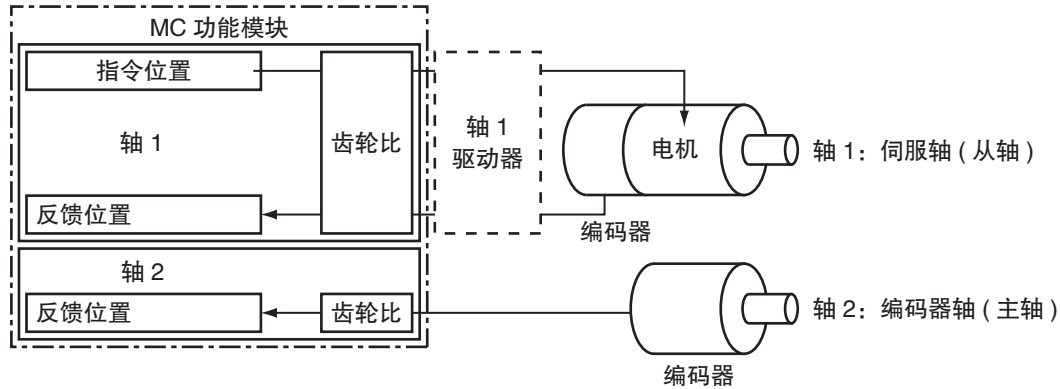 MC 功能模块
指令位置
轴 1
齿轮比
反馈位置
轴 1
驱动器
电机
编码器
轴 1：伺服轴 ( 从轴 )
轴 2
反馈位置
齿轮比
编码器
轴 2：编码器轴 ( 主轴 )